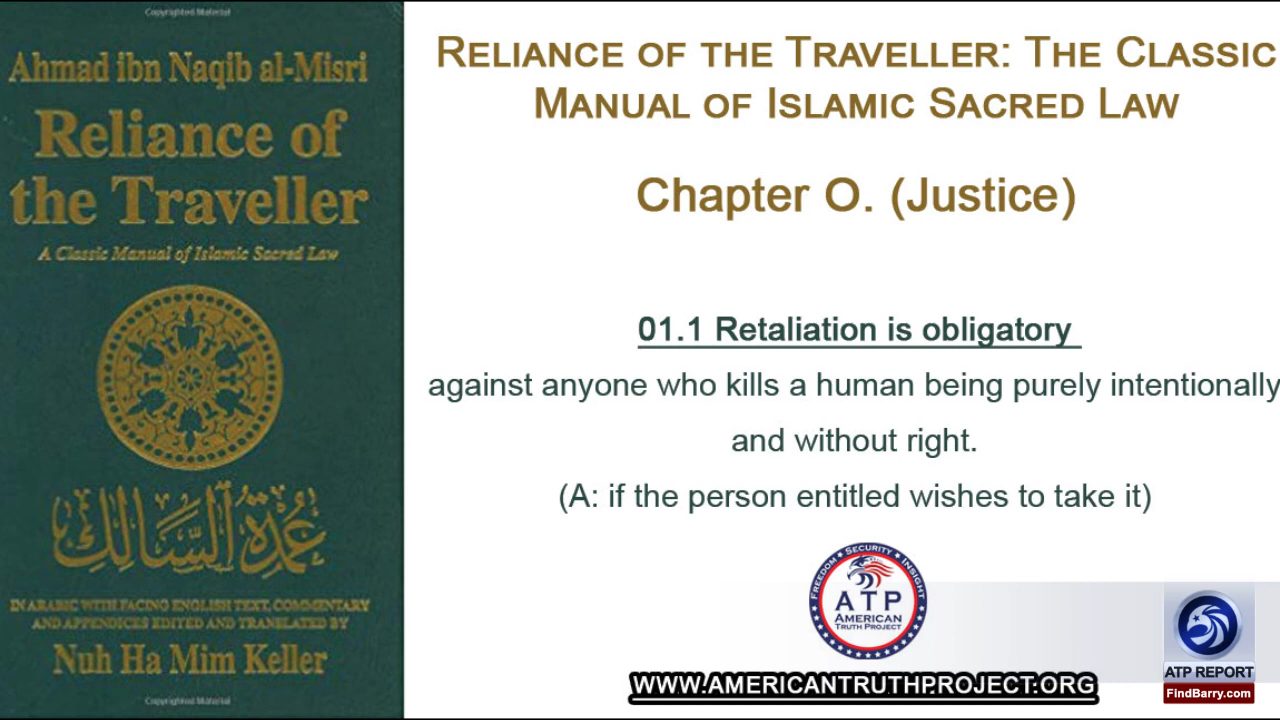 Copyrighted Material
Ahmad ibn Naqib al-Misri
Reliance of
the Traveller
A Classic Manual of Islamic Sacred Law
عمدة السالك
IN ARABIC WITH FACING ENGLISH TEXT, COMMENTARY
AND APPENDICES EDITED AND TRANSLATED BY
Nuh Ha Mim Keller
Copyrighted Material
RELIANCE OF THE TRAVELLER: THE CLASSIC
MANUAL OF ISLAMIC SACRED LAW
Chapter O. (Justice)
01.1 Retaliation is obligatory
against anyone who kills a human being purely intentionally
and without right.
(A: if the person entitled wishes to take it)
FREEDOM ★ SECURITY ★ INSIGHT
ATP
AMERICAN
TRUTH PROJECT
WWW.AMERICANTRUTHPROJECT.ORG
ATP REPORT
FindBarry.com